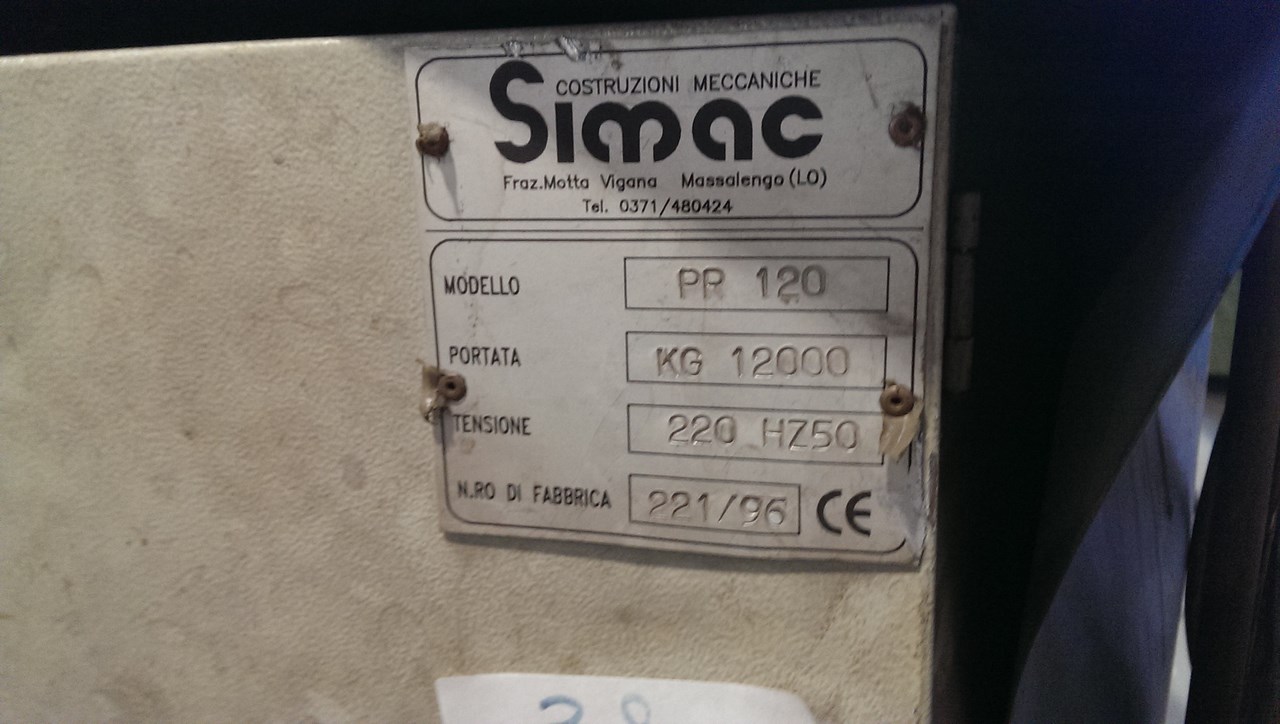 COSTRUZIONI MECCANICHE
Simac
Fraz.Motta Vigana Massalengo (LO)
Tel. 0371/480424
MODELLO PR 120
PORTATA KG 12000
TENSIONE 220 HZ50
N.RO DI FABBRICA 221/96 CE